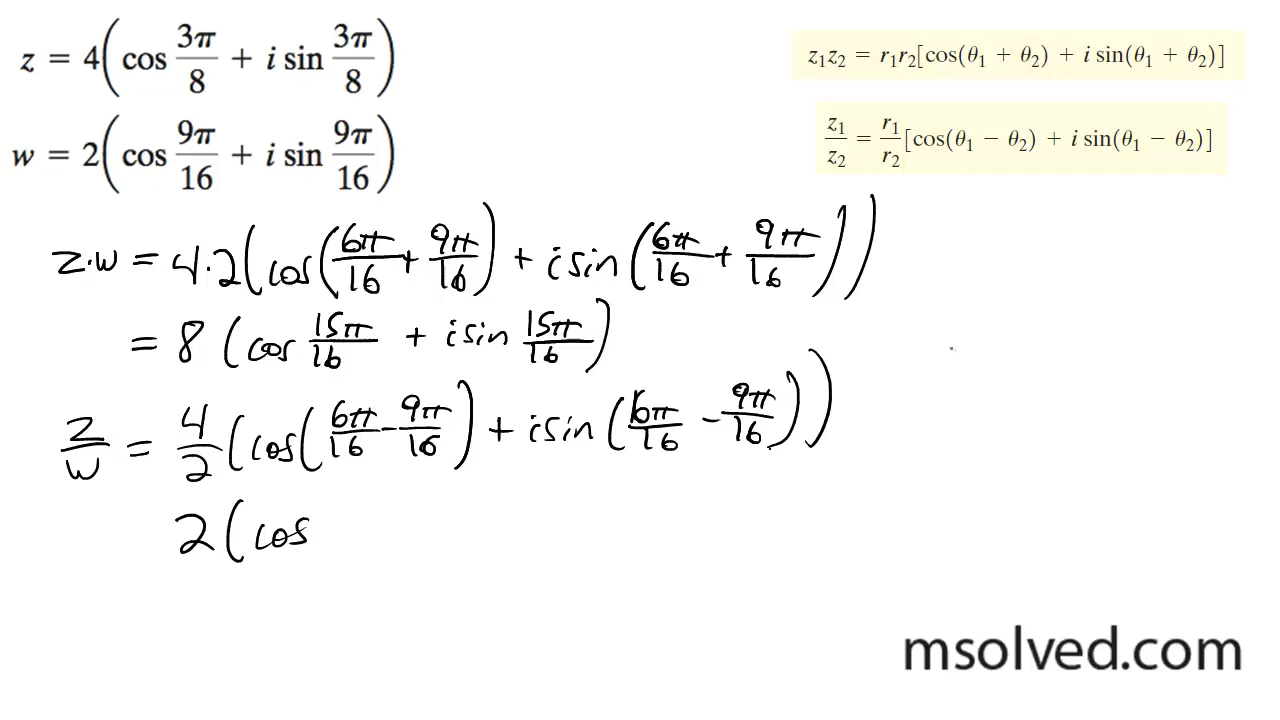 z = 4(cos 3π/8 + i sin 3π/8)
w = 2(cos 9π/16 + i sin 9π/16)
z₁z₂ = r₁r₂[cos(θ₁ + θ₂) + i sin(θ₁ + θ₂)]
z₁/z₂ = r₁/r₂[cos(θ₁ − θ₂) + i sin(θ₁ − θ₂)]
z·w = 4·2(cos(6π/16 + 9π/16) + i sin(6π/16 + 9π/16))
= 8(cos 15π/16 + i sin 15π/16)
z/w = 4/2(cos(6π/16 − 9π/16) + i sin(6π/16 − 9π/16))
2(cos
msolved.com